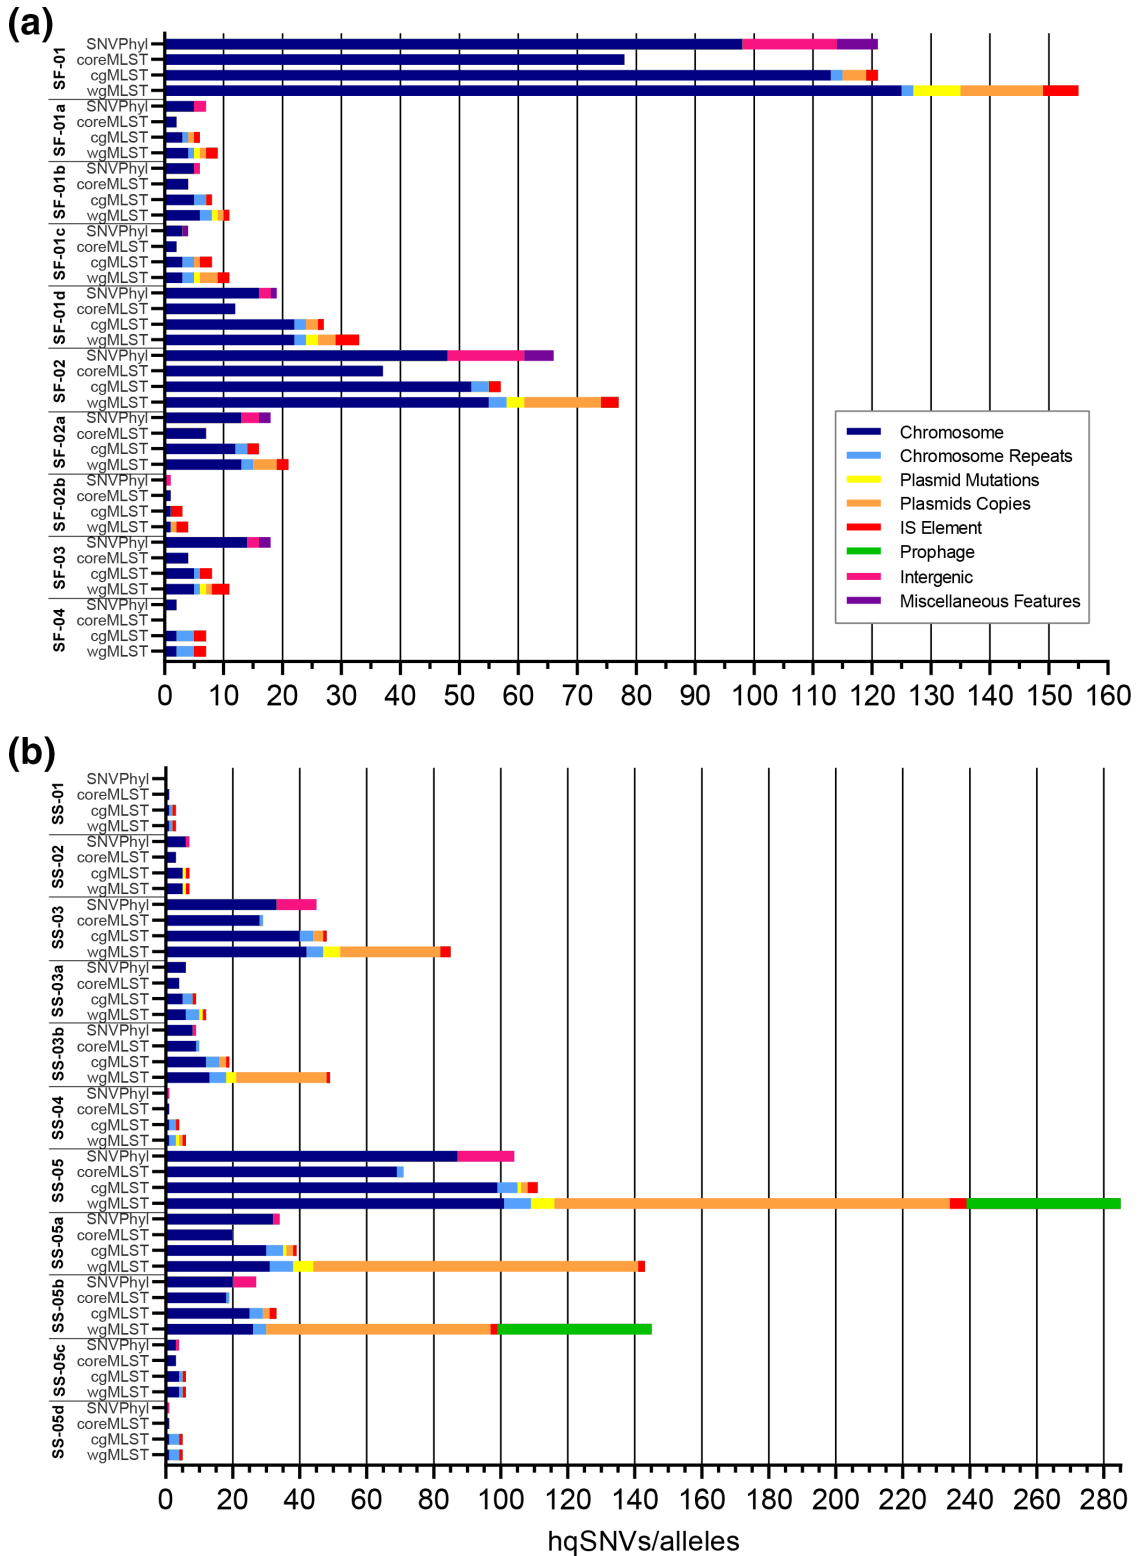 (a)
SF-01
SNVPhyl
coreMLST
cgMLST
wgMLST
SF-01a
SNVPhyl
coreMLST
cgMLST
wgMLST
SF-01b
SNVPhyl
coreMLST
cgMLST
wgMLST
SF-01c
SNVPhyl
coreMLST
cgMLST
wgMLST
SF-01d
SNVPhyl
coreMLST
cgMLST
wgMLST
SF-02
SNVPhyl
coreMLST
cgMLST
wgMLST
SF-02a
SNVPhyl
coreMLST
cgMLST
wgMLST
SF-02b
SNVPhyl
coreMLST
cgMLST
wgMLST
SF-03
SNVPhyl
coreMLST
cgMLST
wgMLST
SF-04
SNVPhyl
coreMLST
cgMLST
wgMLST
Chromosome
Chromosome Repeats
Plasmid Mutations
Plasmids Copies
IS Element
Prophage
Intergenic
Miscellaneous Features
0 10 20 30 40 50 60 70 80 90 100 110 120 130 140 150 160
(b)
SS-01
SNVPhyl
coreMLST
cgMLST
wgMLST
SS-02
SNVPhyl
coreMLST
cgMLST
wgMLST
SS-03
SNVPhyl
coreMLST
cgMLST
wgMLST
SS-03a
SNVPhyl
coreMLST
cgMLST
wgMLST
SS-03b
SNVPhyl
coreMLST
cgMLST
wgMLST
SS-04
SNVPhyl
coreMLST
cgMLST
wgMLST
SS-05
SNVPhyl
coreMLST
cgMLST
wgMLST
SS-05a
SNVPhyl
coreMLST
cgMLST
wgMLST
SS-05b
SNVPhyl
coreMLST
cgMLST
wgMLST
SS-05c
SNVPhyl
coreMLST
cgMLST
wgMLST
SS-05d
SNVPhyl
coreMLST
cgMLST
wgMLST
0 20 40 60 80 100 120 140 160 180 200 220 240 260 280
hqSNVs/alleles